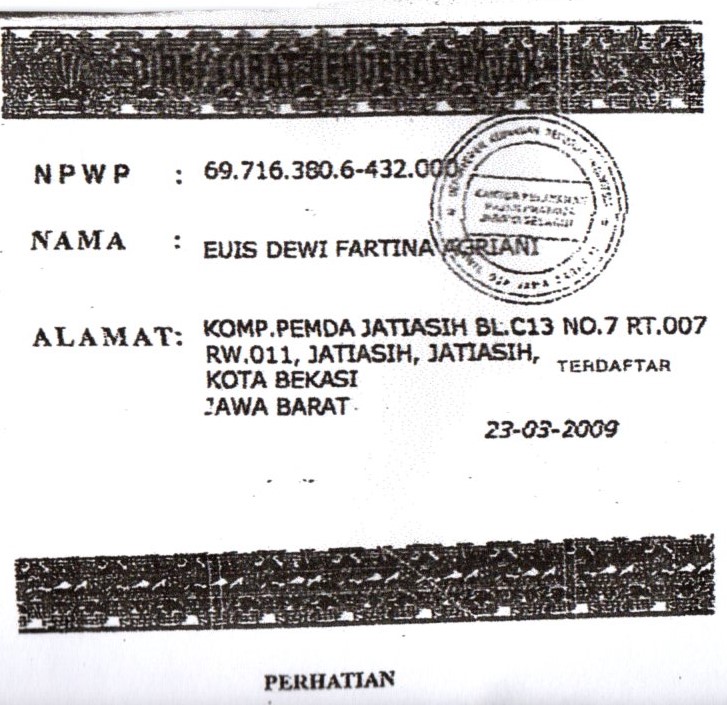 DIREKTORAT JENDERAL PAJAK
NPWP : 69.716.380.6-432.000
NAMA : EUIS DEWI FARTINA AGRIANI
ALAMAT: KOMP.PEMDA JATIASIH BL.C13 NO.7 RT.007
RW.011, JATIASIH, JATIASIH,
KOTA BEKASI
JAWA BARAT
TERDAFTAR
23-03-2009
PERHATIAN